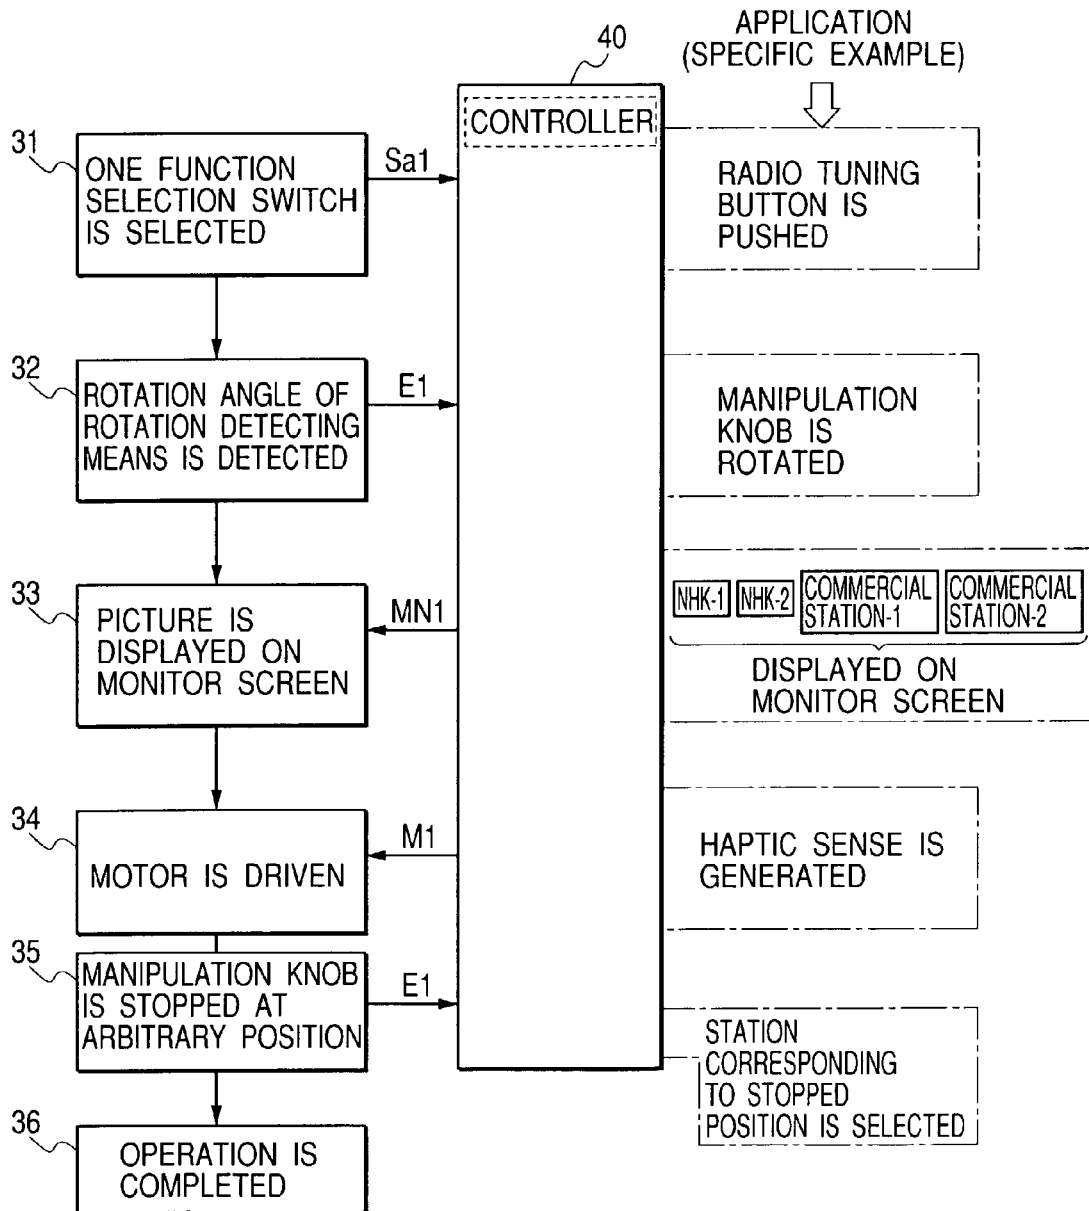 APPLICATION
(SPECIFIC EXAMPLE)
40
CONTROLLER
31
ONE FUNCTION
SELECTION SWITCH
IS SELECTED
Sa1
RADIO TUNING
BUTTON IS
PUSHED
32
ROTATION ANGLE OF
ROTATION DETECTING
MEANS IS DETECTED
E1
MANIPULATION
KNOB IS
ROTATED
33
PICTURE IS
DISPLAYED ON
MONITOR SCREEN
MN1
NHK-1 NHK-2 COMMERCIAL STATION-1 COMMERCIAL STATION-2
DISPLAYED ON
MONITOR SCREEN
34
MOTOR IS DRIVEN
M1
HAPTIC SENSE IS
GENERATED
35
MANIPULATION KNOB
IS STOPPED AT
ARBITRARY POSITION
E1
STATION
CORRESPONDING
TO STOPPED
POSITION IS SELECTED
36
OPERATION IS
COMPLETED